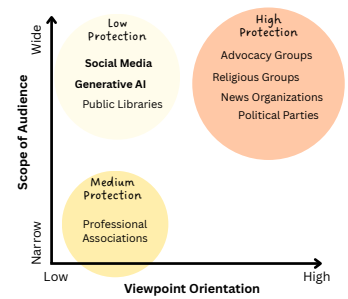 Low
Protection
Social Media
Generative AI
Public Libraries
High
Protection
Advocacy Groups
Religious Groups
News Organizations
Political Parties
Medium
Protection
Professional
Associations
Wide
Scope of Audience
Narrow
Low
High
Viewpoint Orientation